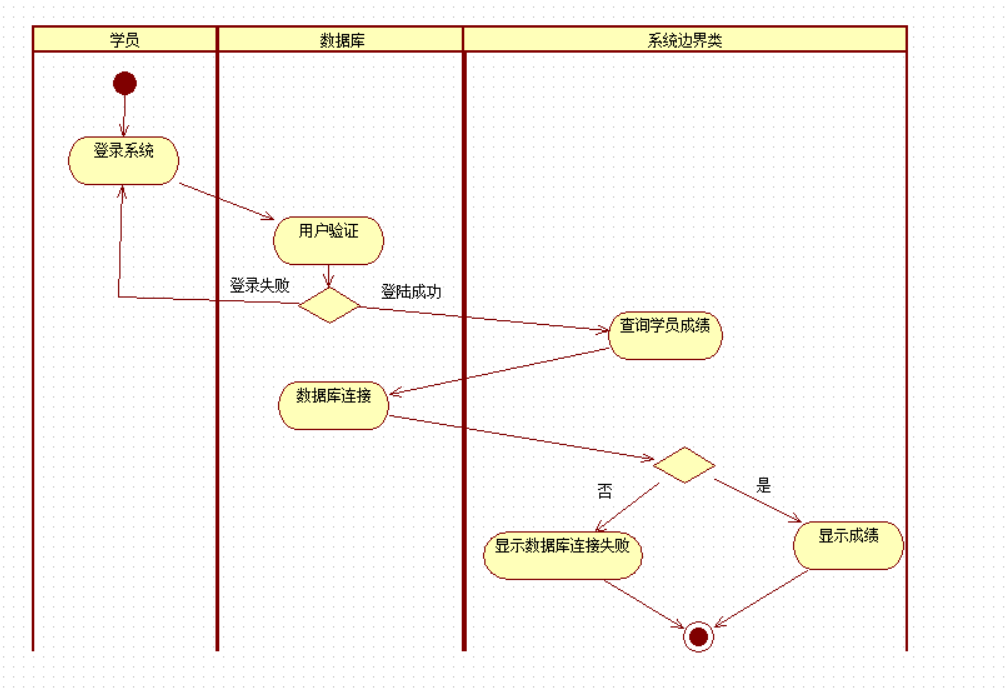 学员
数据库
系统边界类
登录系统
用户验证
登录失败
登陆成功
查询学员成绩
数据库连接
否
是
显示数据库连接失败
显示成绩